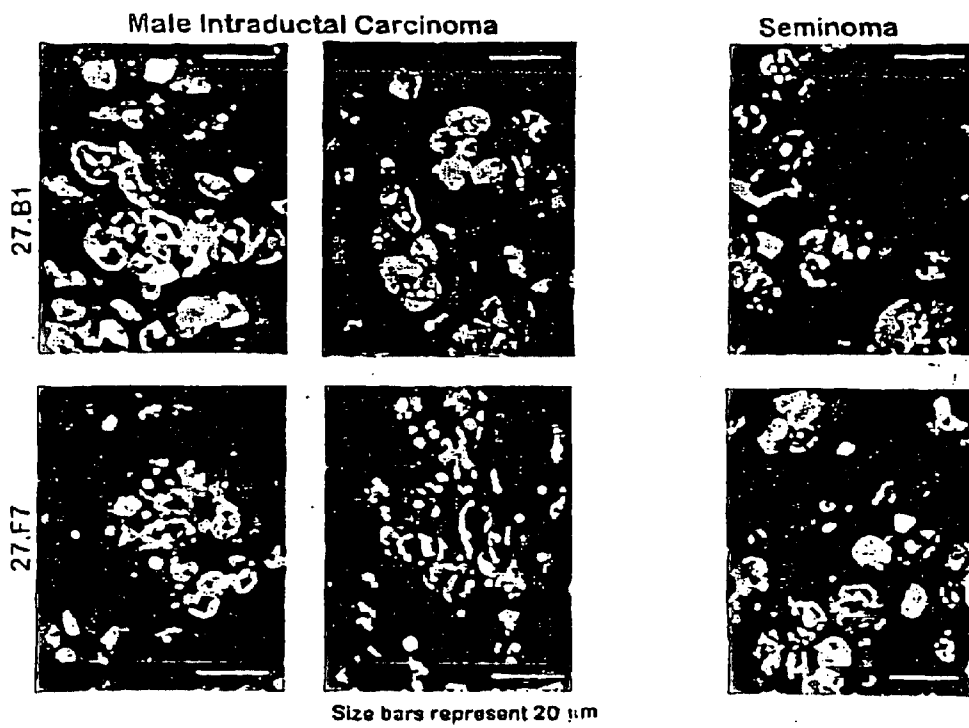 Male Intraductal Carcinoma
Seminoma
27.B1
27.F7
Size bars represent 20 µm